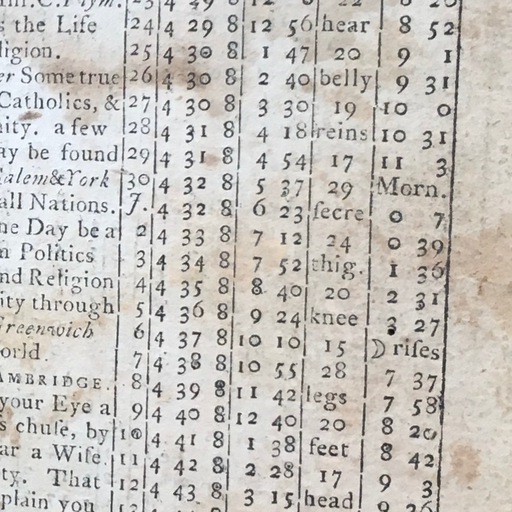 s the Life 24 4 29 8 12 56 hear 8 52
ligion. 25 4 30 8 1 47 20 9 1
er Some true 26 4 30 8 2 40 belly 9 31
Catholics, & 27 4 30 8 3 30 19 10 0
nity. a few 28 4 31 8 4 18 reins 10 31
ay be found 29 4 31 8 4 54 17 11 3
Salem&York 30 4 32 8 5 37 29 Morn.
all Nations. J. 4 32 8 6 23 ſecre 0 7
ne Day be a 2 4 33 8 7 12 24 0 39
n Politics 3 4 34 8 7 52 thig. 1 36
nd Religion 4 4 35 8 8 40 20 2 31
ity through 5 4 36 8 9 24 knee 3 27
Greenwich 6 4 37 8 10 10 15 ☽ riſes
orld. 7 4 38 8 10 55 28 7 37
AMBRIDGE. 8 4 39 8 11 42 legs 7 58
your Eye a 9 4 40 8 12 40 20 8 20
s chuſe, by 10 4 41 8 1 38 feet 8 42
ar a Wife. 11 4 42 8 2 28 17 9 3
ty. That 12 4 43 8 3 15 head 9 26
plain you